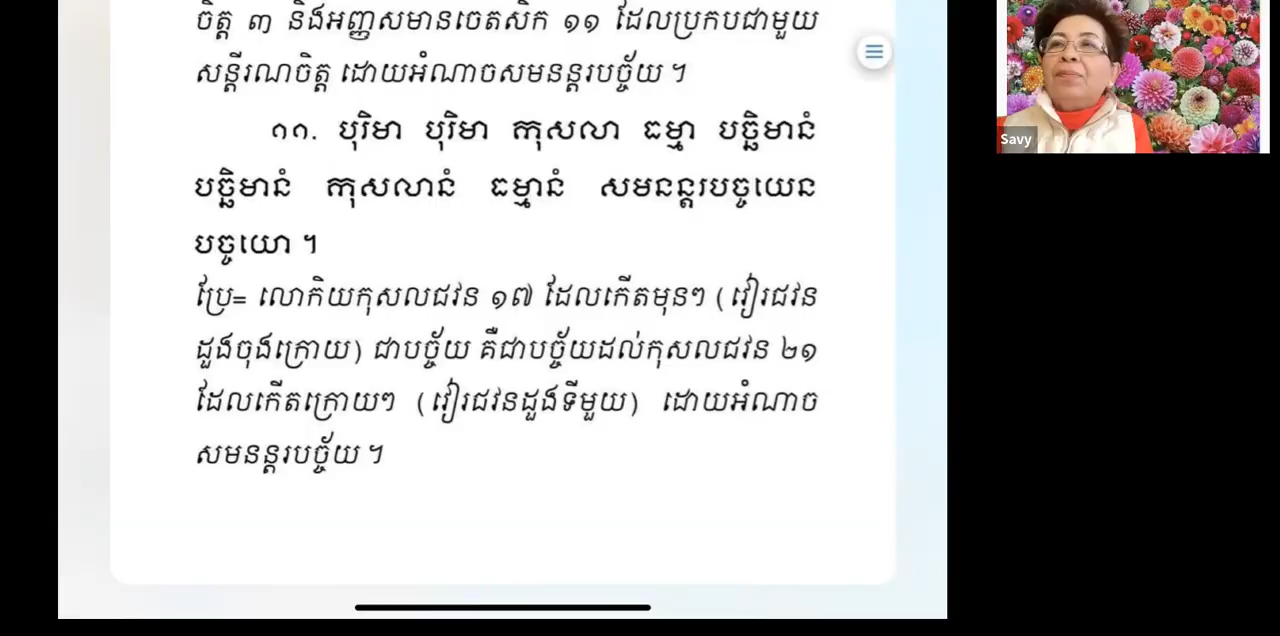 ចិត្ត ៣ និងអញ្ញសមានចេតសិក ១១ ដែលប្រកបជាមួយ
សន្តីរណចិត្ត ដោយអំណាចសមនន្តរបច្ច័យ ។
១១. បុរិមា បុរិមា កុសលា ធម្មា បច្ឆិមានំ
បច្ឆិមានំ កុសលានំ ធម្មានំ សមនន្តរបច្ចយេន
បច្ចយោ ។
ប្រែ= លោកិយកុសលជវន ១៧ ដែលកើតមុនៗ (វៀរជវន
ដួងចុងក្រោយ) ជាបច្ច័យ គឺជាបច្ច័យដល់កុសលជវន ២១
ដែលកើតក្រោយៗ (វៀរជវនដួងទីមួយ) ដោយអំណាច
សមនន្តរបច្ច័យ ។
Savy